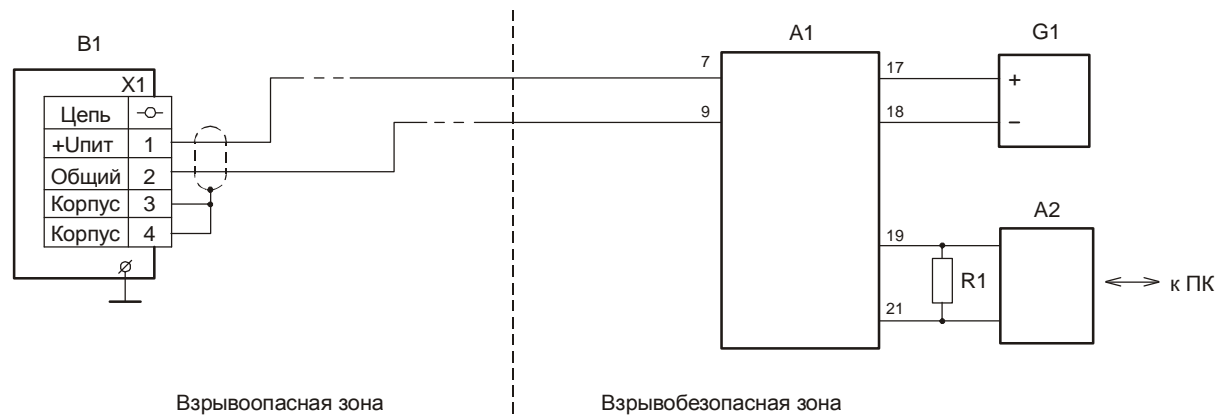 B1
A1
G1
X1
Цепь
+Uпит 1
Общий 2
Корпус 3
Корпус 4
7
9
17
18
+
−
19
21
R1
A2
к ПК
Взрывоопасная зона
Взрывобезопасная зона